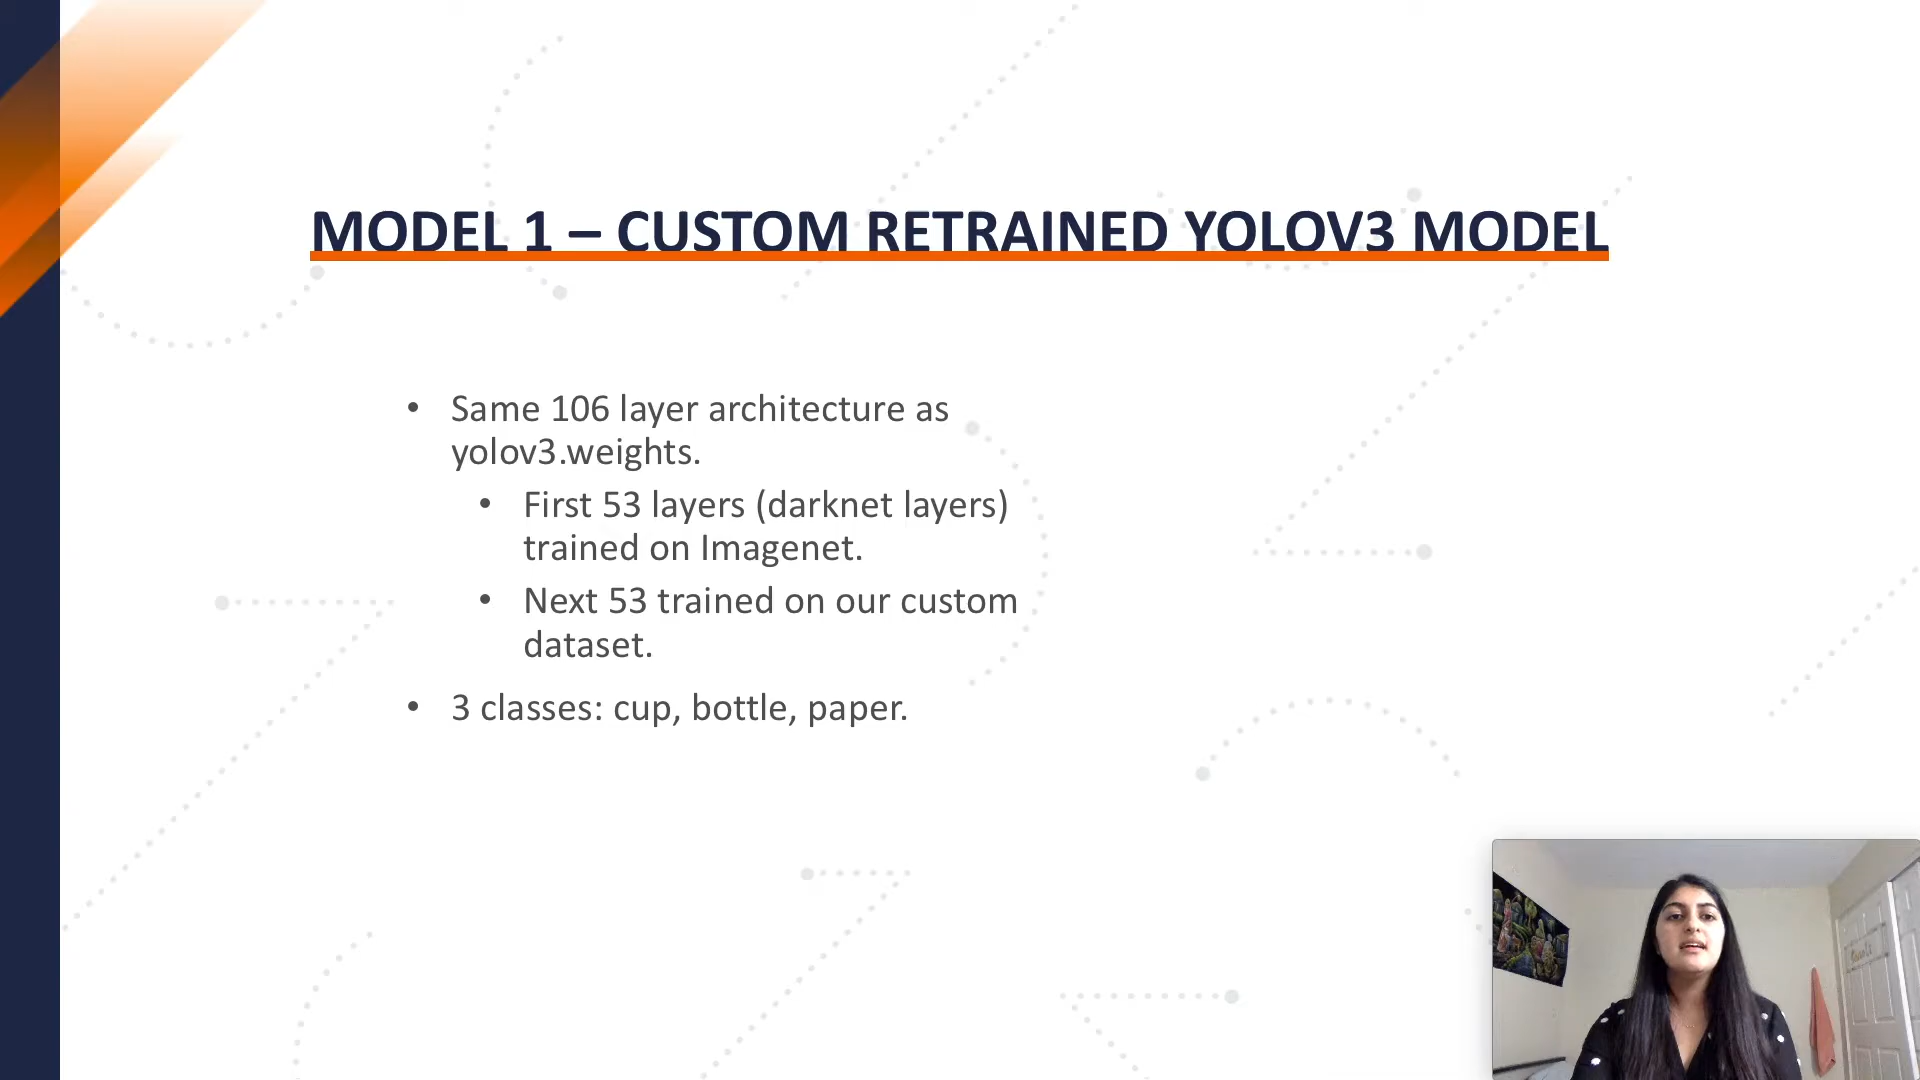 MODEL 1 – CUSTOM RETRAINED YOLOV3 MODEL
• Same 106 layer architecture as
yolov3.weights.
• First 53 layers (darknet layers)
trained on Imagenet.
• Next 53 trained on our custom
dataset.
• 3 classes: cup, bottle, paper.